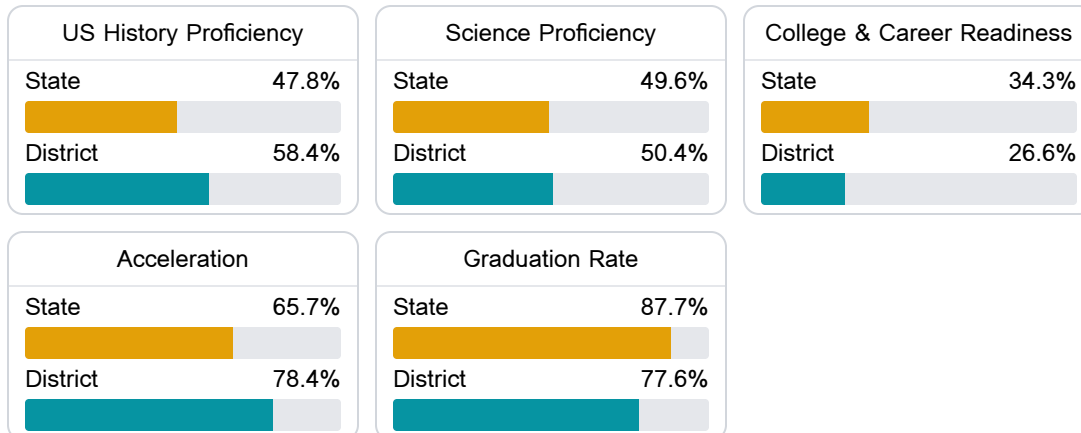 US History Proficiency
State 47.8%
District 58.4%
Science Proficiency
State 49.6%
District 50.4%
College & Career Readiness
State 34.3%
District 26.6%
Acceleration
State 65.7%
District 78.4%
Graduation Rate
State 87.7%
District 77.6%